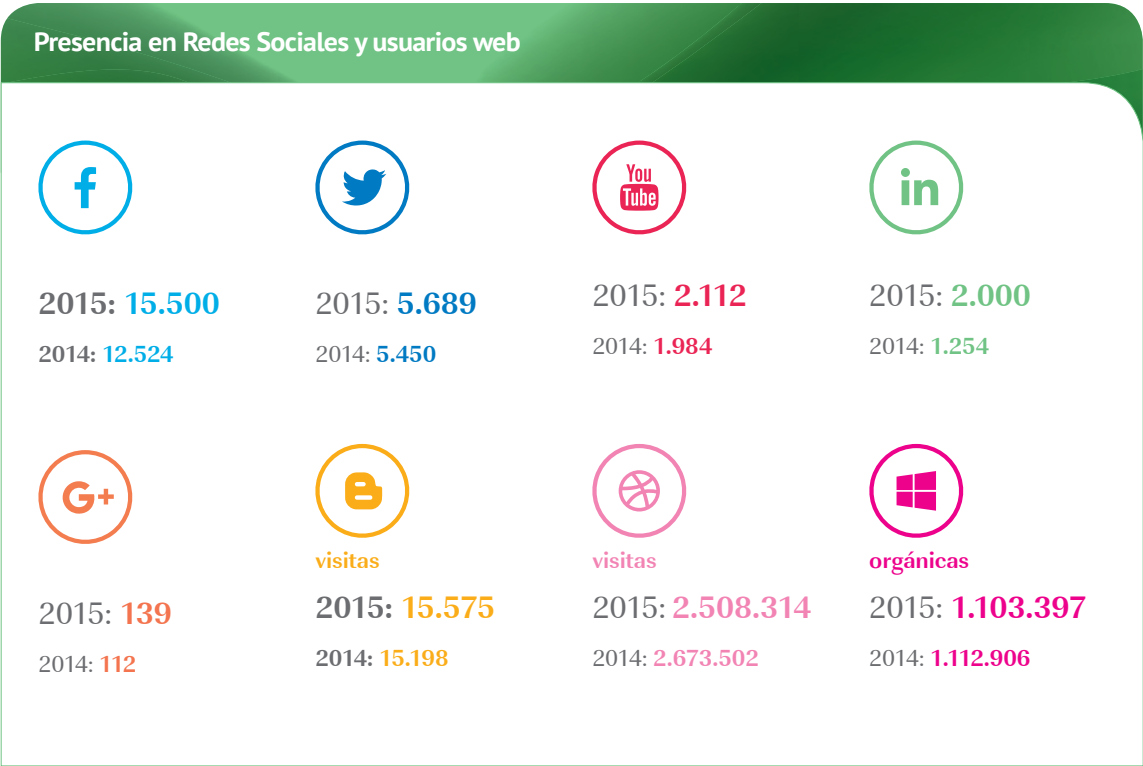 Presencia en Redes Sociales y usuarios web
f
You
Tube
in
2015: 15.500
2014: 12.524
2015: 5.689
2014: 5.450
2015: 2.112
2014: 1.984
2015: 2.000
2014: 1.254
G+
2015: 139
2014: 112
visitas
2015: 15.575
2014: 15.198
visitas
2015: 2.508.314
2014: 2.673.502
orgánicas
2015: 1.103.397
2014: 1.112.906